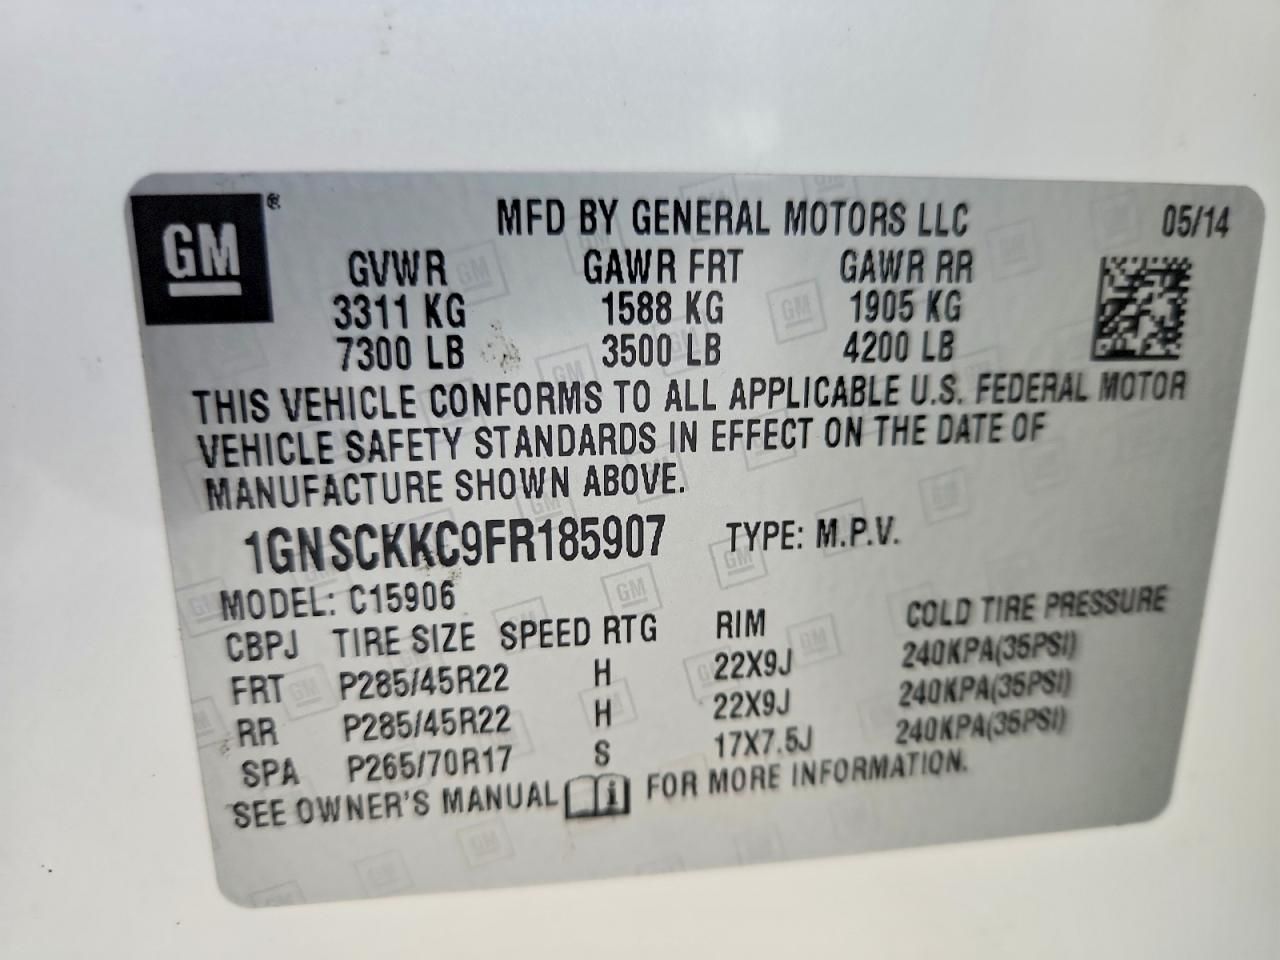 GM®
MFD BY GENERAL MOTORS LLC 05/14
GVWR GAWR FRT GAWR RR
3311 KG 1588 KG 1905 KG
7300 LB 3500 LB 4200 LB
THIS VEHICLE CONFORMS TO ALL APPLICABLE U.S. FEDERAL MOTOR
VEHICLE SAFETY STANDARDS IN EFFECT ON THE DATE OF
MANUFACTURE SHOWN ABOVE.
1GNSCKKC9FR185907 TYPE: M.P.V.
MODEL: C15906
CBPJ TIRE SIZE SPEED RTG RIM COLD TIRE PRESSURE
FRT P285/45R22 H 22X9J 240KPA(35PSI)
RR P285/45R22 H 22X9J 240KPA(35PSI)
SPA P265/70R17 S 17X7.5J 240KPA(35PSI)
SEE OWNER'S MANUAL i FOR MORE INFORMATION.